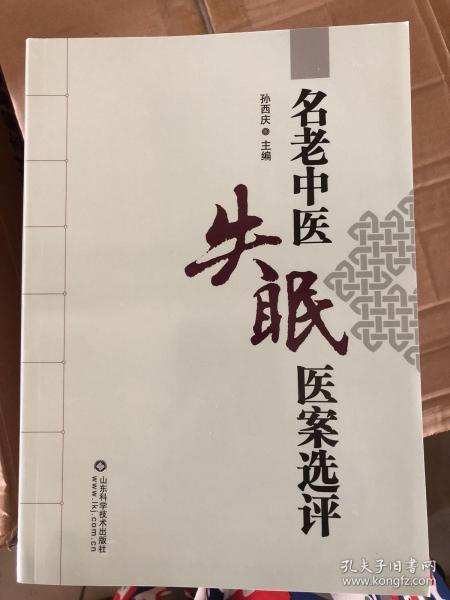 名老中医
失眠
医案选评
孙西庆 主编
山东科学技术出版社
www.lkj.com.cn
孔夫子旧书网
www.kongfz.com